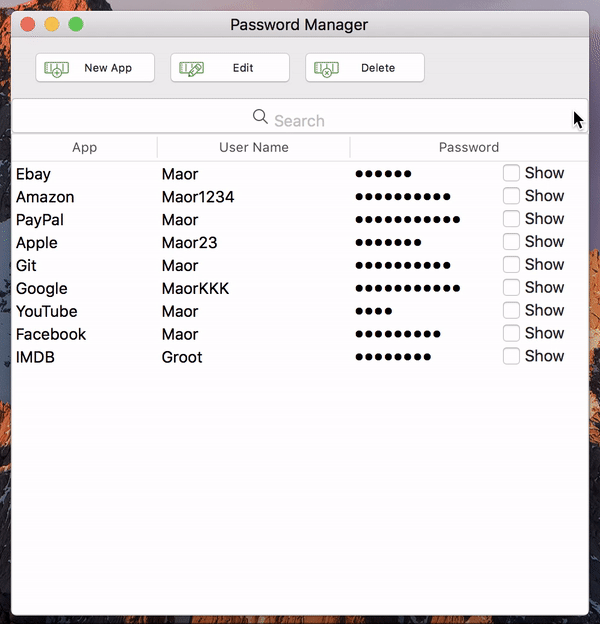 Password Manager
New App Edit Delete
Search
App User Name Password
Ebay Maor ●●●●●● Show
Amazon Maor1234 ●●●●●●●●●● Show
PayPal Maor ●●●●●●●●●●● Show
Apple Maor23 ●●●●●●● Show
Git Maor ●●●●●●●●●● Show
Google MaorKKK ●●●●●●●●●●● Show
YouTube Maor ●●●● Show
Facebook Maor ●●●●●●●●● Show
IMDB Groot ●●●●●●●● Show